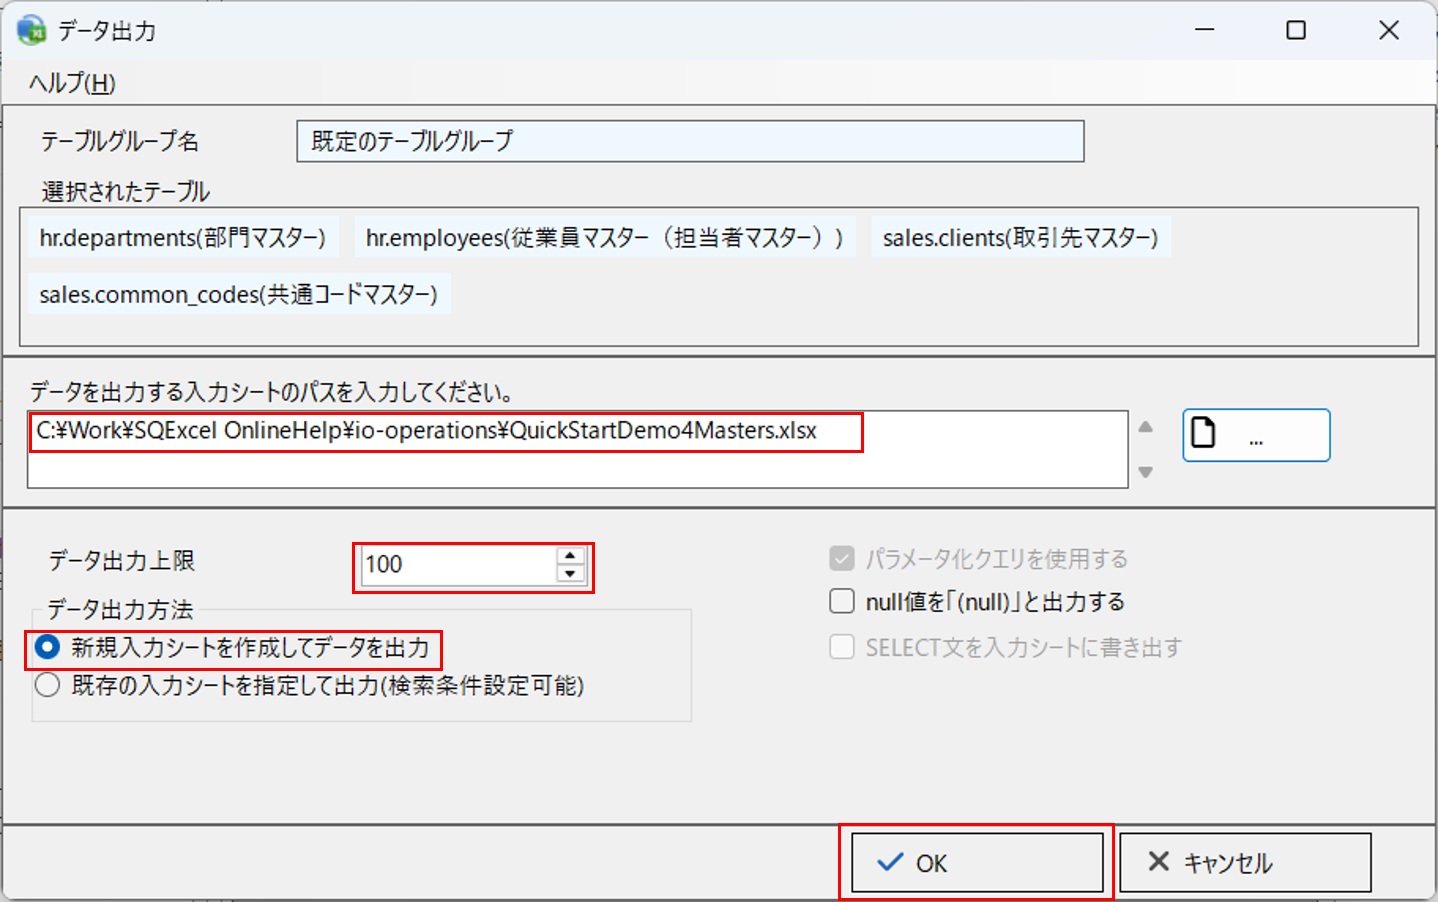 データ出力
ヘルプ(H)
テーブルグループ名
既定のテーブルグループ
選択されたテーブル
hr.departments(部門マスター) hr.employees(従業員マスター（担当者マスター）) sales.clients(取引先マスター)
sales.common_codes(共通コードマスター)
データを出力する入力シートのパスを入力してください。
C:¥Work¥SQExcel OnlineHelp¥io-operations¥QuickStartDemo4Masters.xlsx
...
データ出力上限
100
パラメータ化クエリを使用する
データ出力方法
null値を｢(null)｣と出力する
新規入力シートを作成してデータを出力
SELECT文を入力シートに書き出す
既存の入力シートを指定して出力(検索条件設定可能)
OK
キャンセル